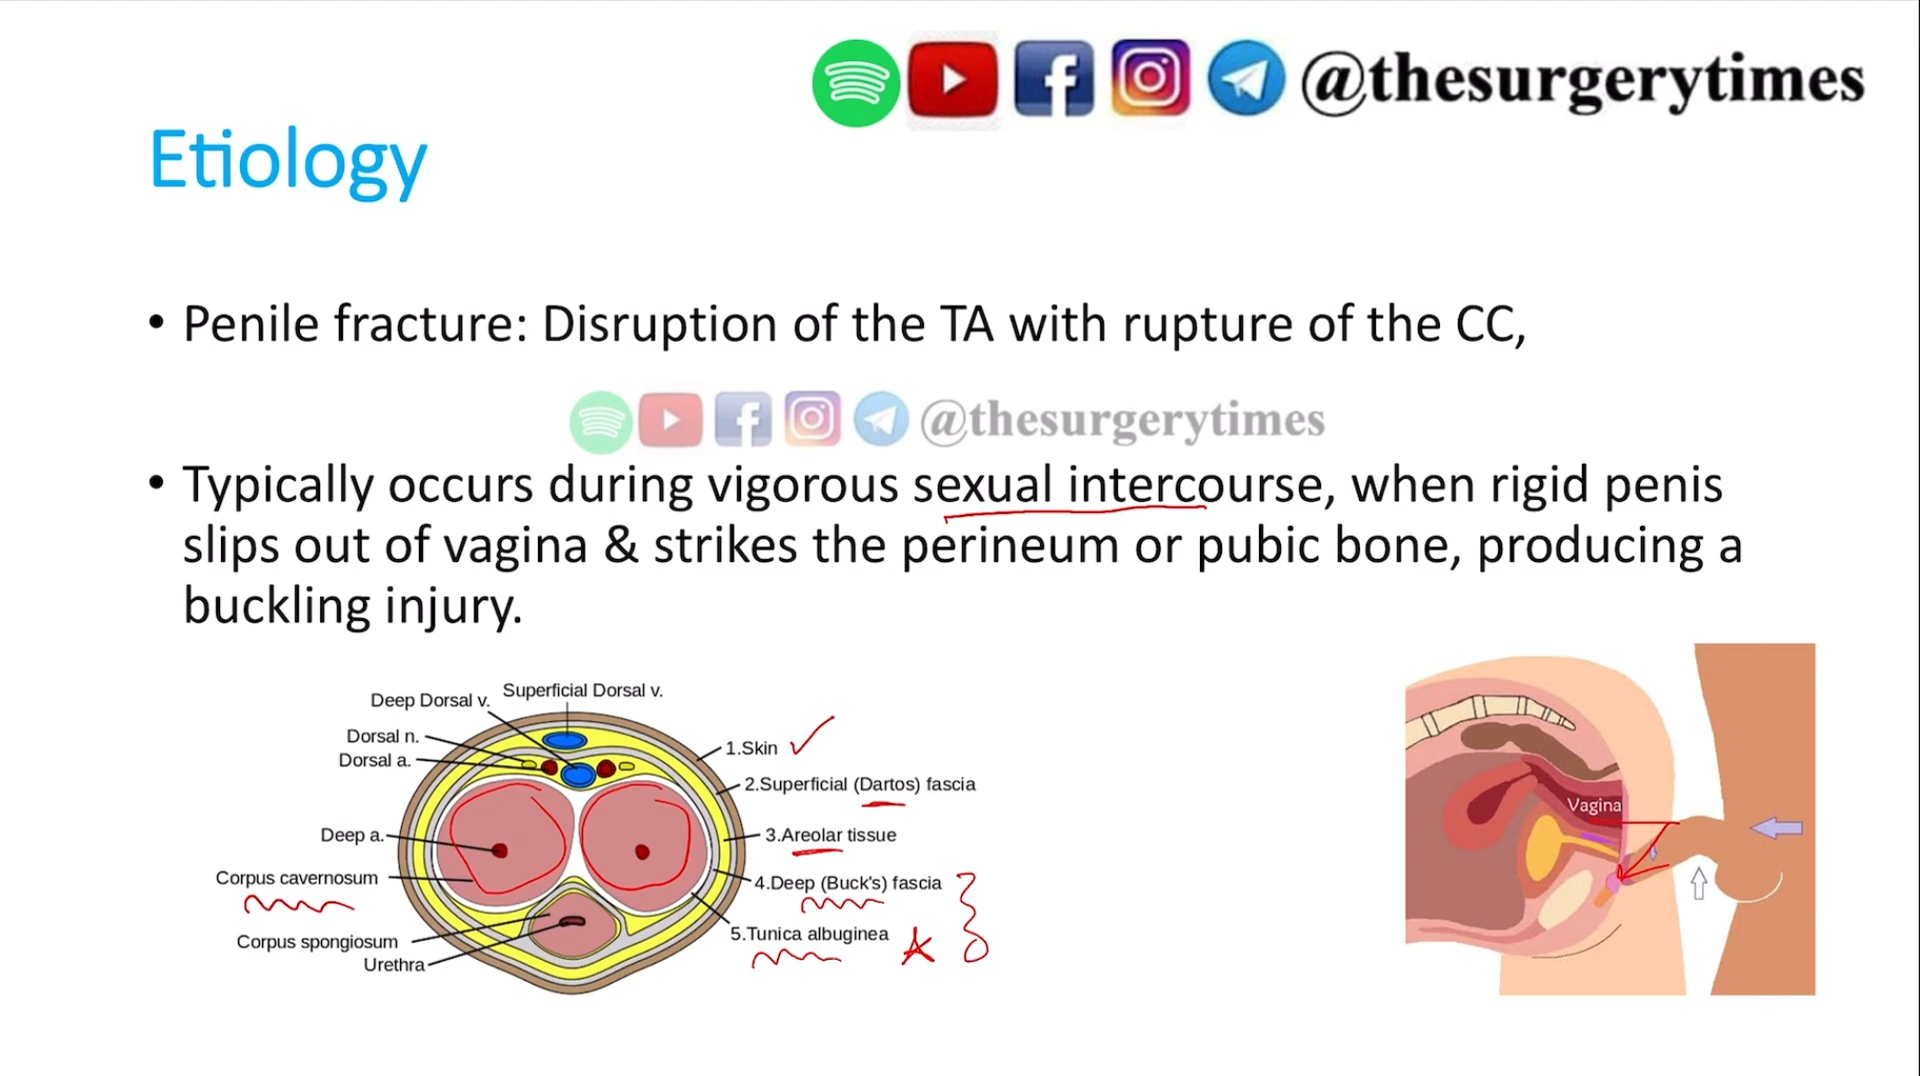 @thesurgerytimes
Etiology
• Penile fracture: Disruption of the TA with rupture of the CC,
@thesurgerytimes
• Typically occurs during vigorous sexual intercourse, when rigid penis
slips out of vagina & strikes the perineum or pubic bone, producing a
buckling injury.
Superficial Dorsal v.
Deep Dorsal v.
Dorsal n.
Dorsal a.
Deep a.
Corpus cavernosum
Corpus spongiosum
Urethra
1.Skin
2.Superficial (Dartos) fascia
3.Areolar tissue
4.Deep (Buck's) fascia
5.Tunica albuginea
Vagina